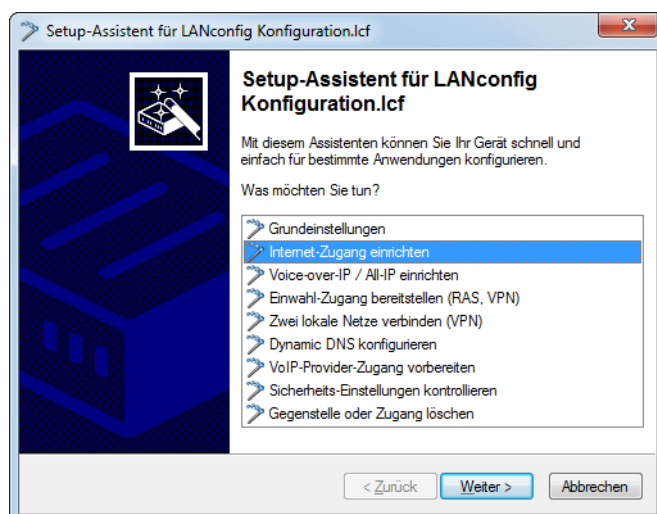 Setup-Assistent für LANconfig Konfiguration.lcf
Setup-Assistent für LANconfig
Konfiguration.lcf
Mit diesem Assistenten können Sie Ihr Gerät schnell und
einfach für bestimmte Anwendungen konfigurieren.
Was möchten Sie tun?
Grundeinstellungen
Internet-Zugang einrichten
Voice-over-IP / All-IP einrichten
Einwahl-Zugang bereitstellen (RAS, VPN)
Zwei lokale Netze verbinden (VPN)
Dynamic DNS konfigurieren
VoIP-Provider-Zugang vorbereiten
Sicherheits-Einstellungen kontrollieren
Gegenstelle oder Zugang löschen
< Zurück Weiter > Abbrechen